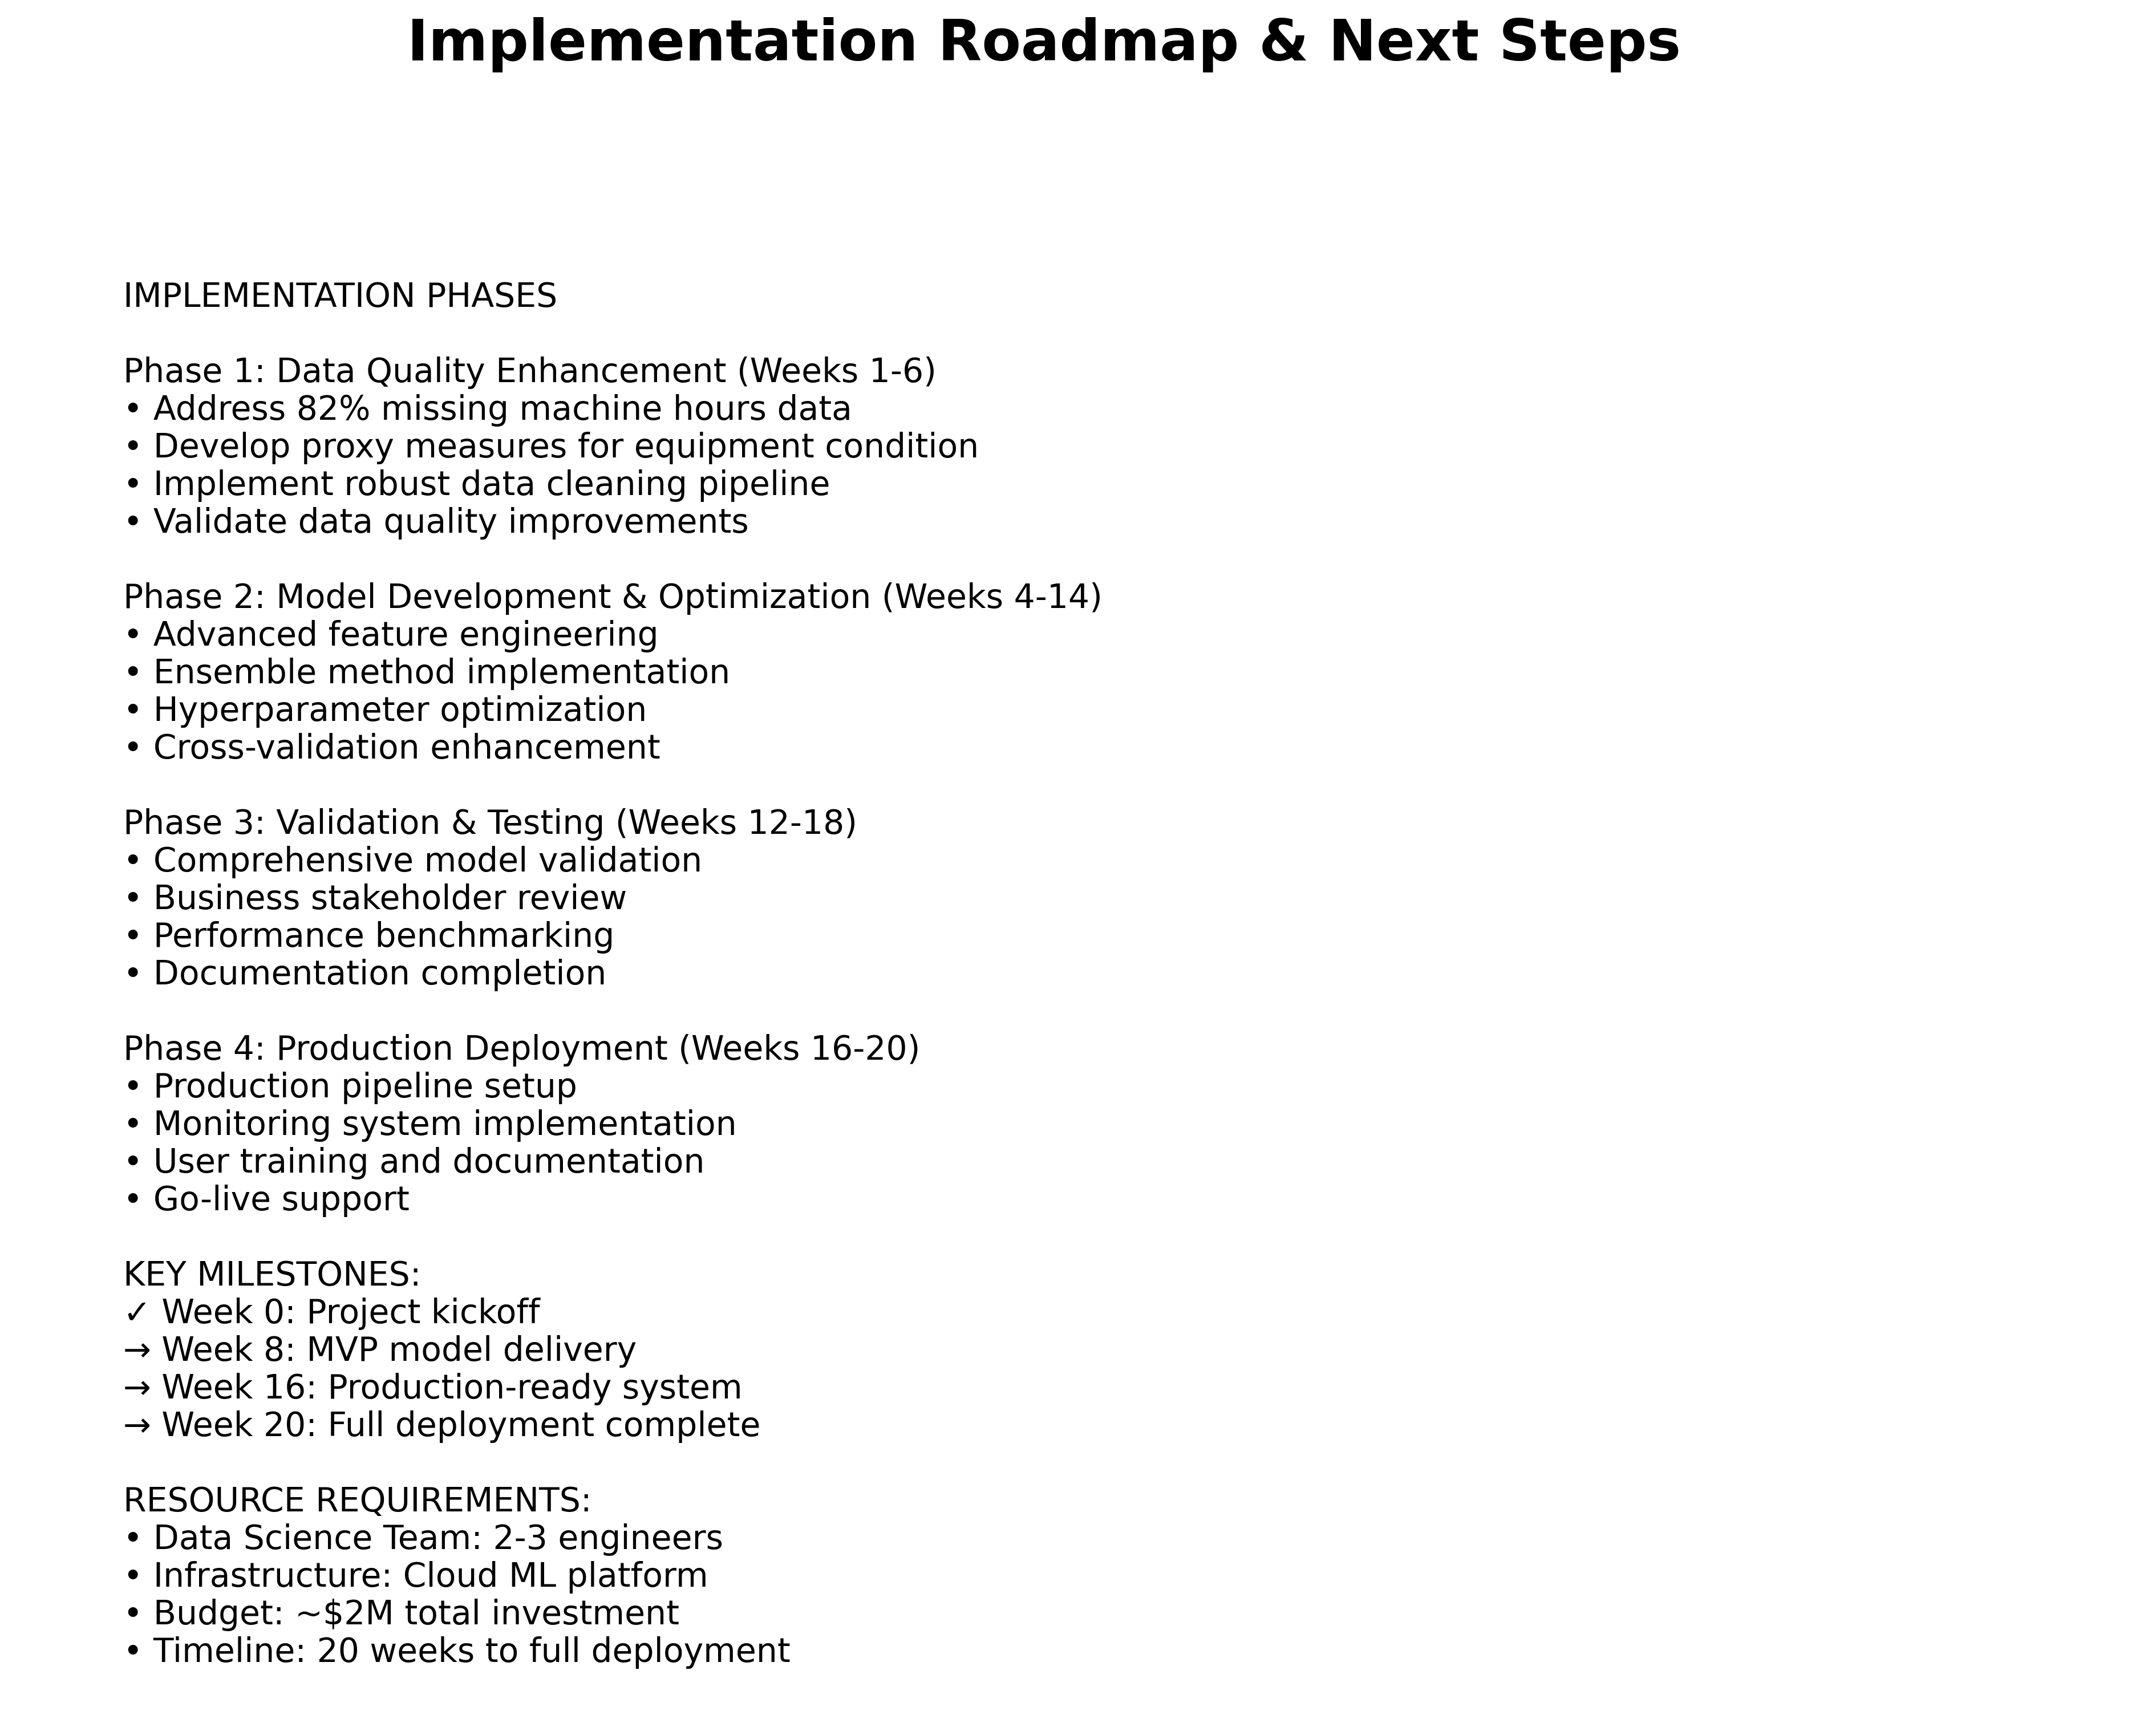 Implementation Roadmap & Next Steps
IMPLEMENTATION PHASES
Phase 1: Data Quality Enhancement (Weeks 1-6)
• Address 82% missing machine hours data
• Develop proxy measures for equipment condition
• Implement robust data cleaning pipeline
• Validate data quality improvements
Phase 2: Model Development & Optimization (Weeks 4-14)
• Advanced feature engineering
• Ensemble method implementation
• Hyperparameter optimization
• Cross-validation enhancement
Phase 3: Validation & Testing (Weeks 12-18)
• Comprehensive model validation
• Business stakeholder review
• Performance benchmarking
• Documentation completion
Phase 4: Production Deployment (Weeks 16-20)
• Production pipeline setup
• Monitoring system implementation
• User training and documentation
• Go-live support
KEY MILESTONES:
✓ Week 0: Project kickoff
→ Week 8: MVP model delivery
→ Week 16: Production-ready system
→ Week 20: Full deployment complete
RESOURCE REQUIREMENTS:
• Data Science Team: 2-3 engineers
• Infrastructure: Cloud ML platform
• Budget: ~$2M total investment
• Timeline: 20 weeks to full deployment